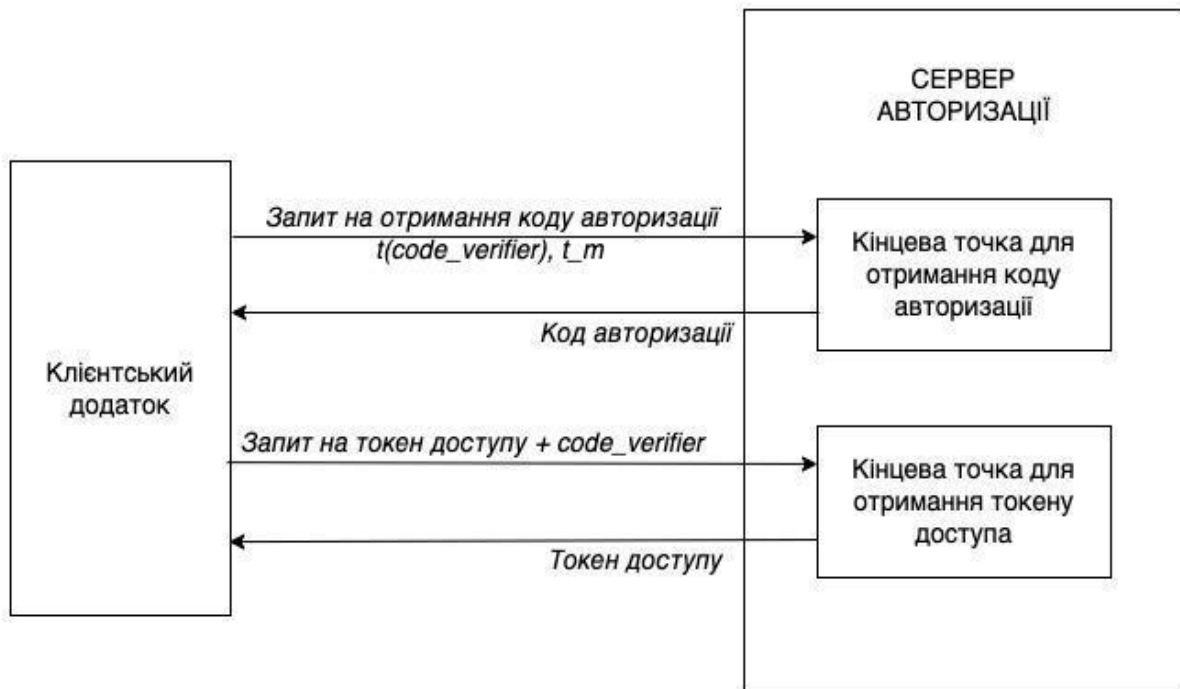 СЕРВЕР
АВТОРИЗАЦІЇ
Запит на отримання коду авторизації
t(code_verifier), t_m
Кінцева точка для
отримання коду
авторизації
Код авторизації
Клієнтський
додаток
Запит на токен доступу + code_verifier
Кінцева точка для
отримання токену
доступа
Токен доступу